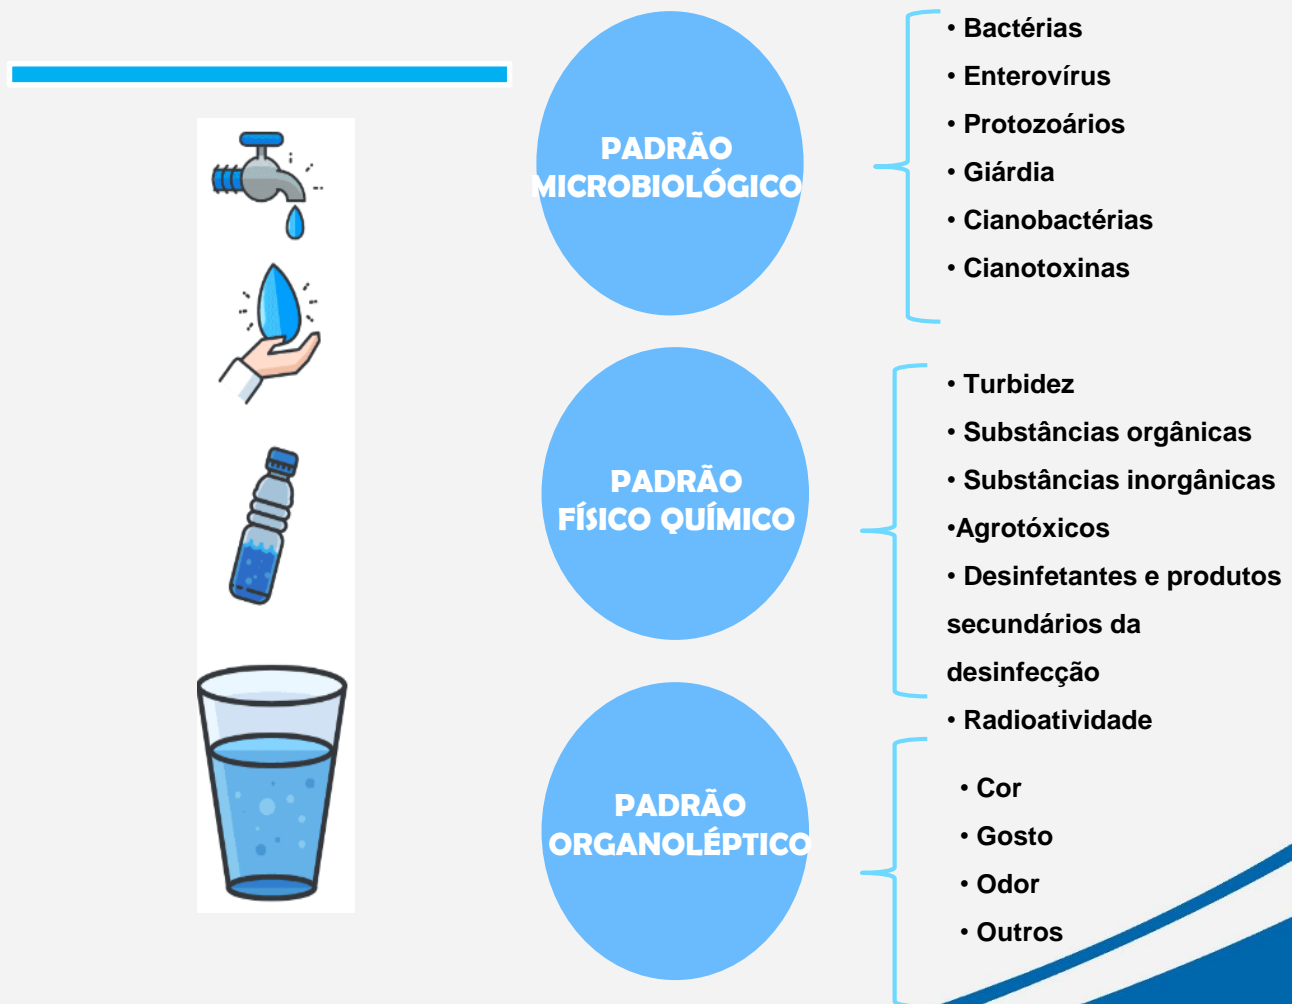 PADRÃO
MICROBIOLÓGICO
• Bactérias
• Enterovírus
• Protozoários
• Giárdia
• Cianobactérias
• Cianotoxinas
PADRÃO
FÍSICO QUÍMICO
• Turbidez
• Substâncias orgânicas
• Substâncias inorgânicas
•Agrotóxicos
• Desinfetantes e produtos
secundários da
desinfecção
• Radioatividade
PADRÃO
ORGANOLÉPTICO
• Cor
• Gosto
• Odor
• Outros